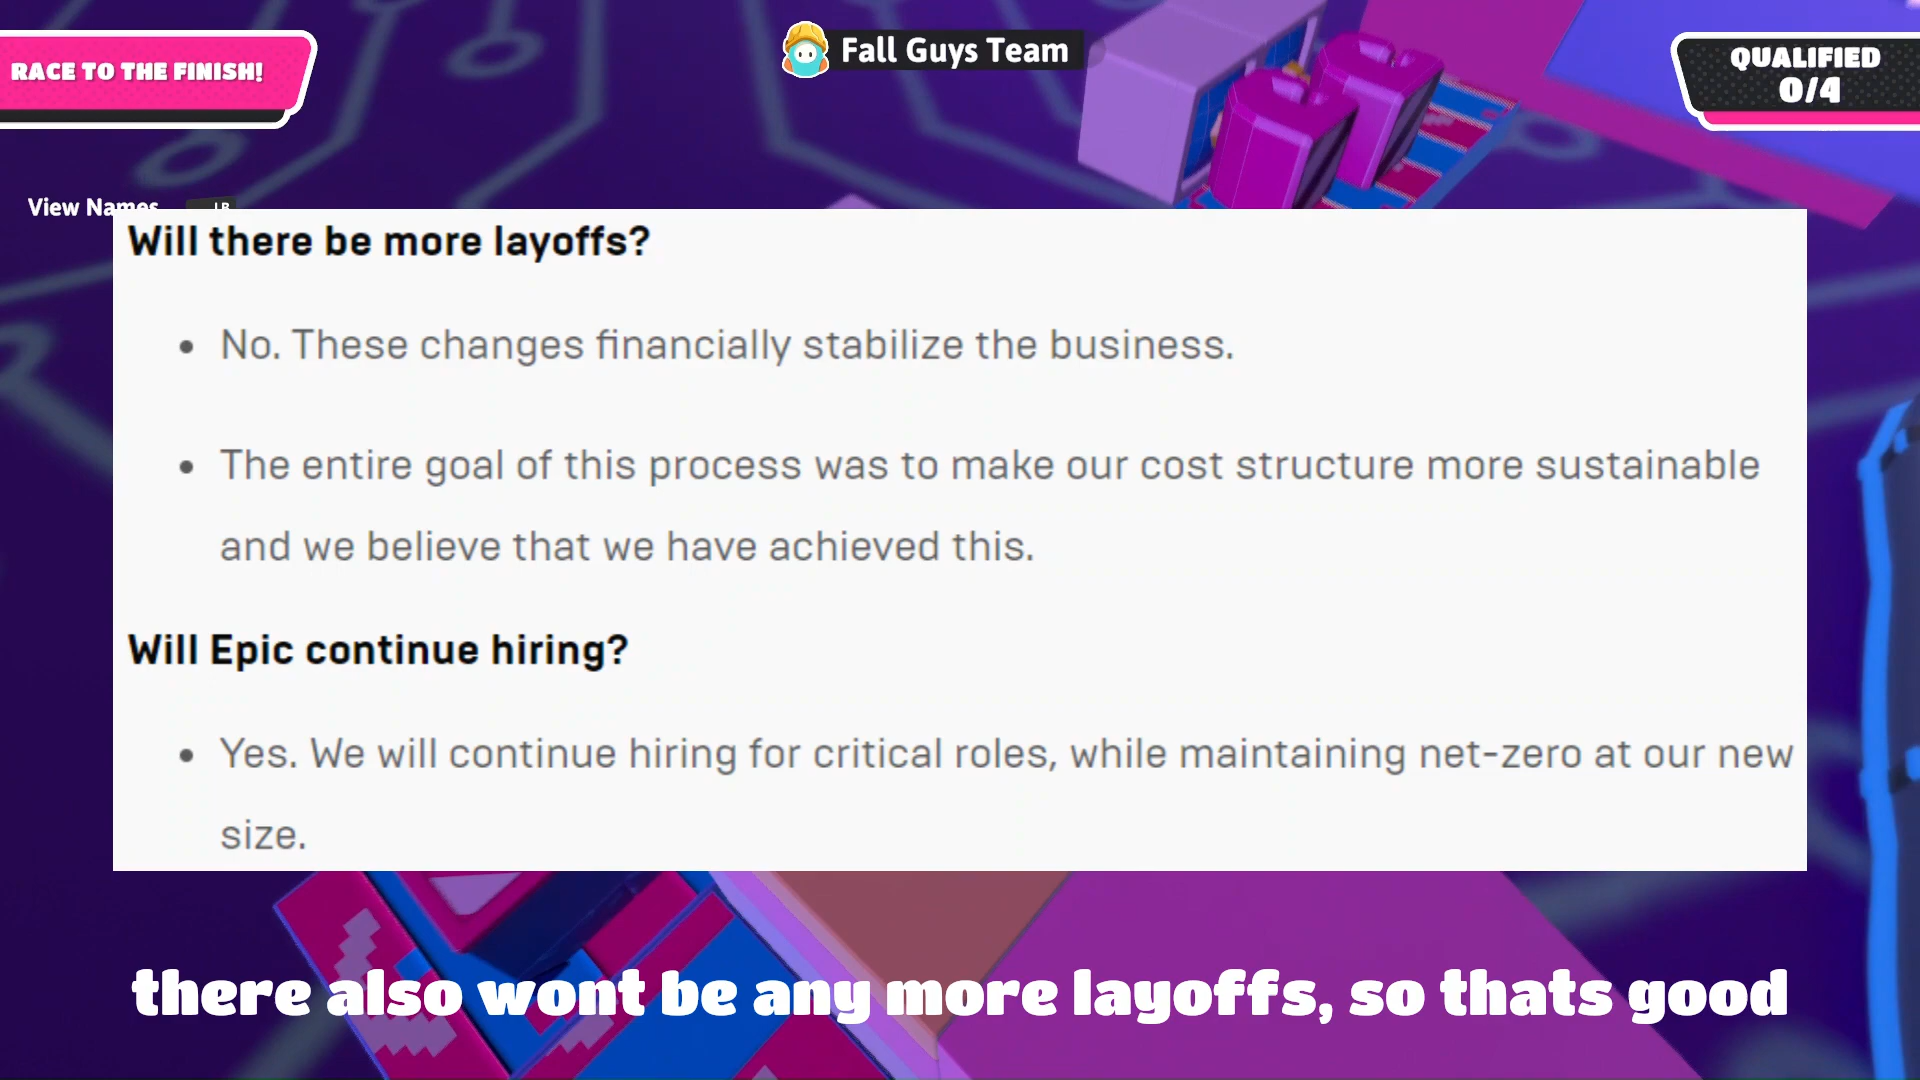 RACE TO THE FINISH!
Fall Guys Team
QUALIFIED
0/4
View Names
LB
Will there be more layoffs?
No. These changes financially stabilize the business.
The entire goal of this process was to make our cost structure more sustainable
and we believe that we have achieved this.
Will Epic continue hiring?
Yes. We will continue hiring for critical roles, while maintaining net-zero at our new
size.
there also wont be any more layoffs, so thats good